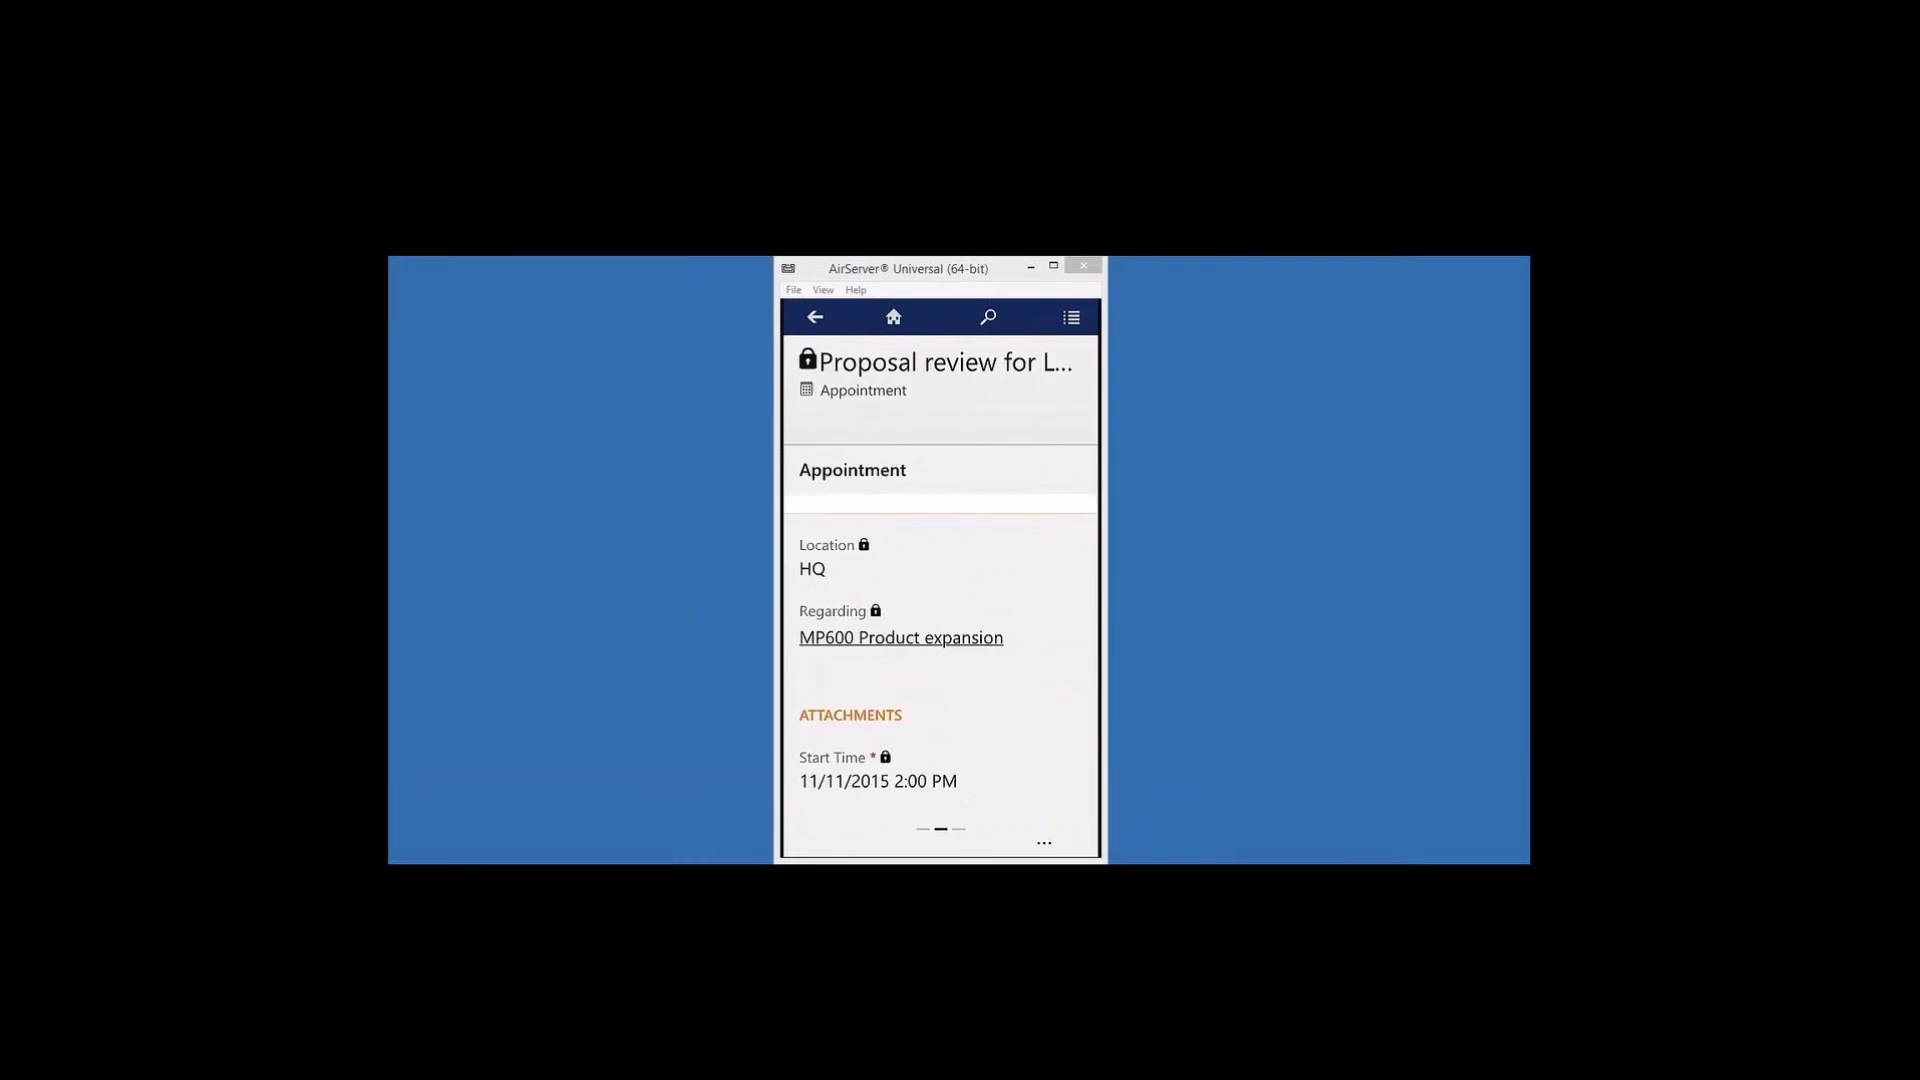 AirServer® Universal (64-bit)
File View Help
Proposal review for L...
Appointment
Appointment
Location
HQ
Regarding
MP600 Product expansion
ATTACHMENTS
Start Time *
11/11/2015 2:00 PM
...